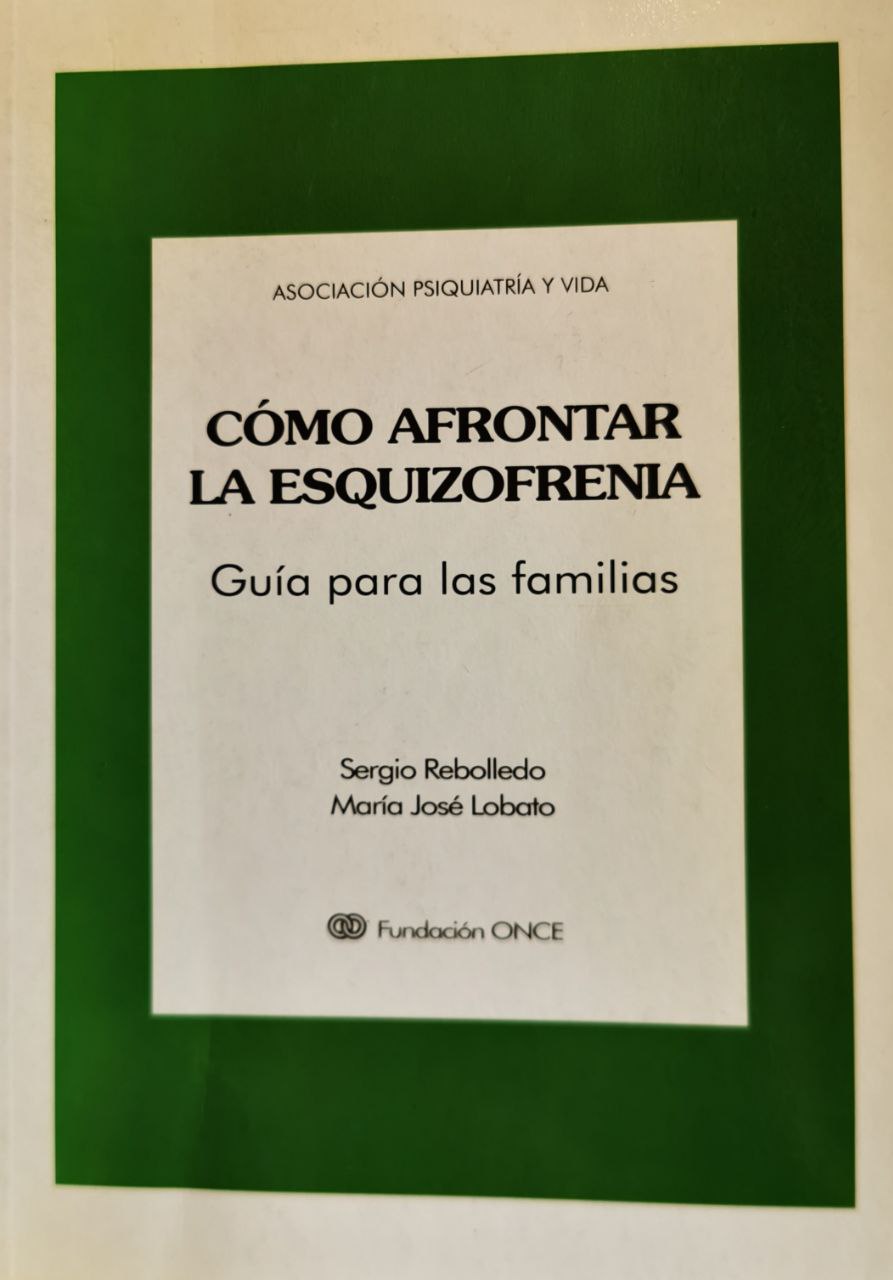 ASOCIACIÓN PSIQUIATRÍA Y VIDA
CÓMO AFRONTAR
LA ESQUIZOFRENIA
Guía para las familias
Sergio Rebolledo
María José Lobato
Fundación ONCE